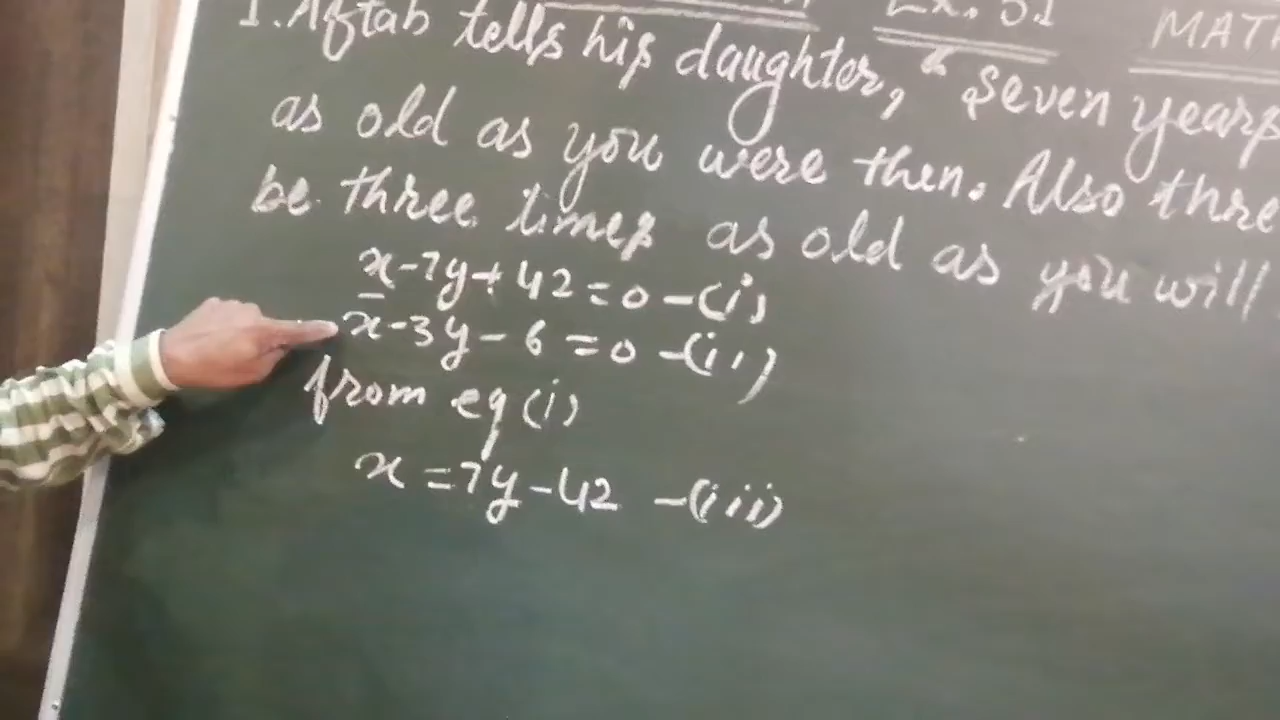 Ex. 3.1 MATH
1. Aftab tells his daughter, " Seven years
as old as you were then. Also three
be three times as old as you will
x-7y+42=0-(i)
x-3y-6=0-(ii)
from eq(i)
x=7y-42 -(iii)